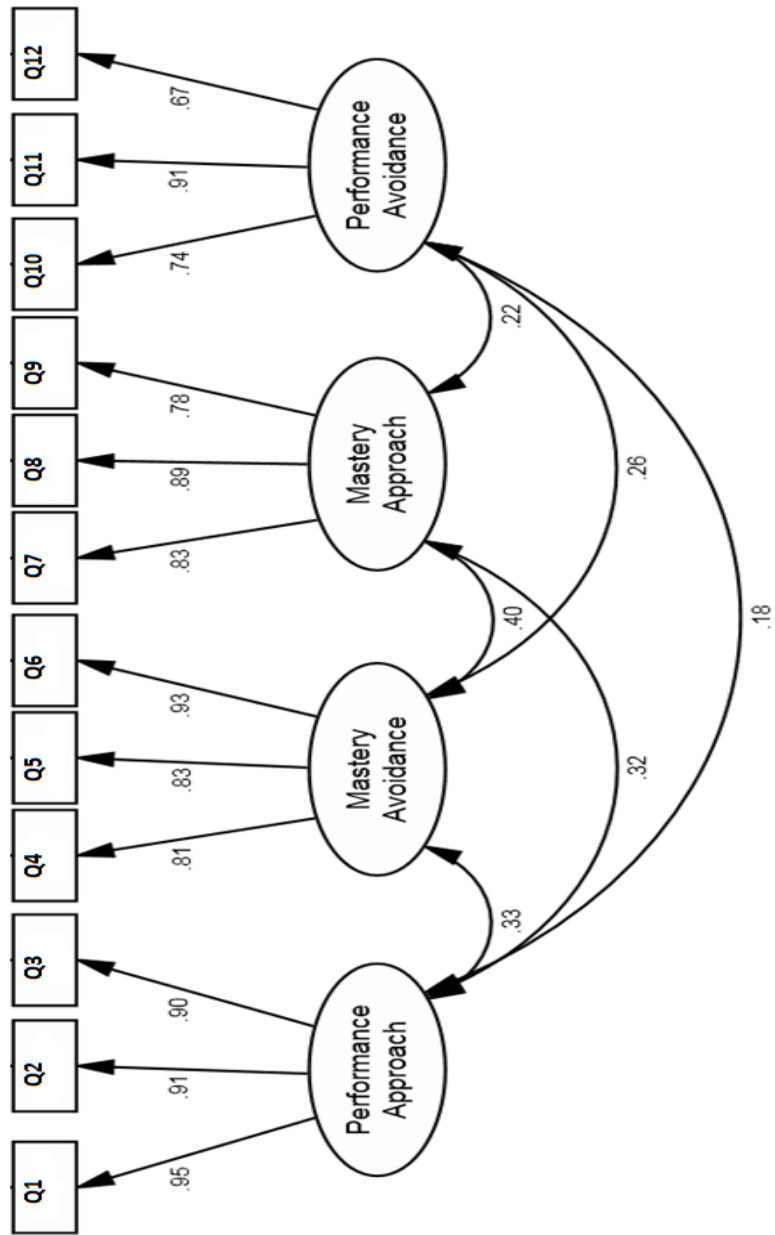 Q1
Q2
Q3
Q4
Q5
Q6
Q7
Q8
Q9
Q10
Q11
Q12
.95
.91
.90
.81
.83
.93
.83
.89
.78
.74
.91
.67
Performance
Approach
Mastery
Avoidance
Mastery
Approach
Performance
Avoidance
.33
.40
.22
.32
.26
.18